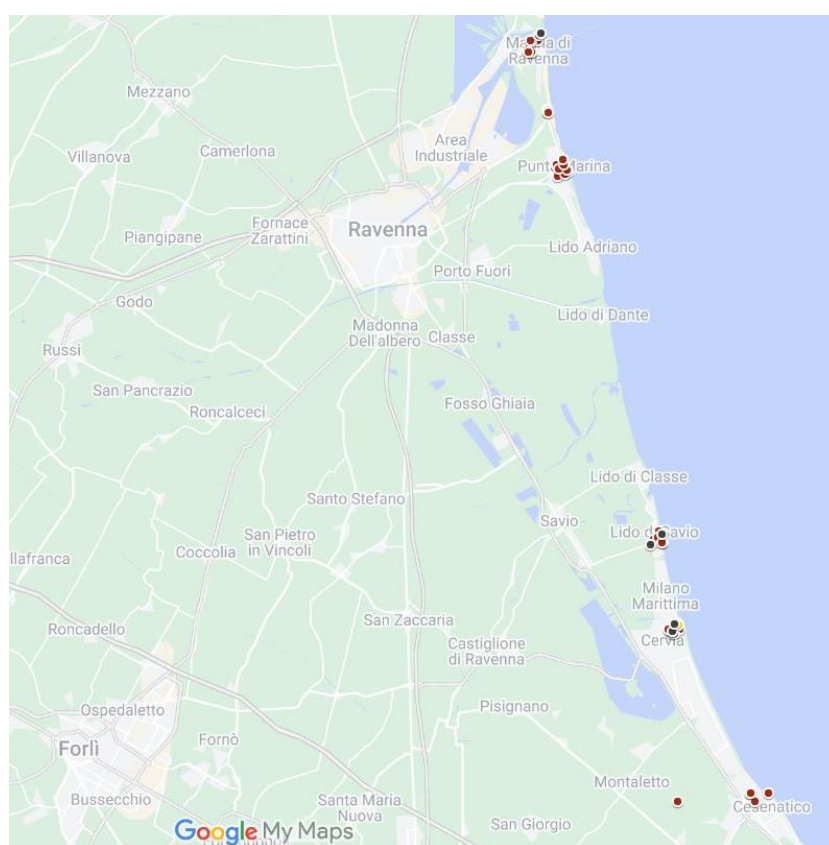 Marina di
Ravenna
Mezzano
Area
Industriale
Villanova
Camerlona
Punta Marina
Fornace
Zarattini
Ravenna
Piangipane
Lido Adriano
Porto Fuori
Godo
Lido di Dante
Madonna
Dell'albero
Classe
Russi
San Pancrazio
Roncalceci
Fosso Ghiaia
Lido di Classe
Santo Stefano
Savio
Lido di Savio
San Pietro
in Vincoli
Coccolia
llafranca
Milano
Marittima
San Zaccaria
Roncadello
Cervia
Castiglione
di Ravenna
Ospedaletto
Pisignano
Fornò
Forlì
Montaletto
Bussecchio
Santa Maria
Nuova
Cesenatico
San Giorgio
Google My Maps